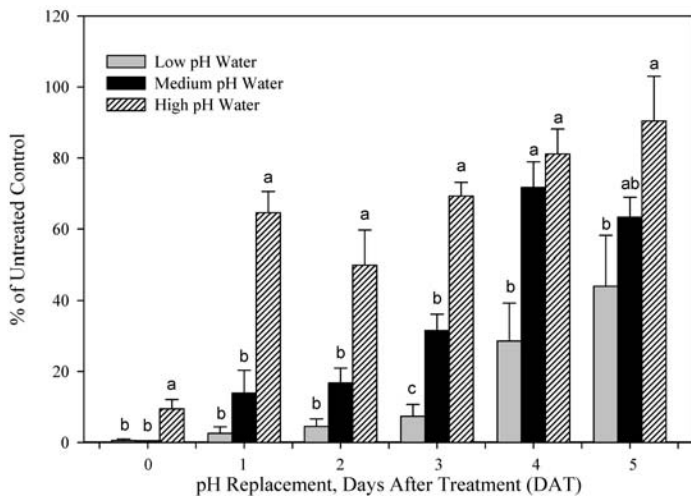 120
100
80
60
40
20
0
% of Untreated Control
Low pH Water
Medium pH Water
High pH Water
b b a
b b a
b b a
c b a
b a a
b ab a
0 1 2 3 4 5
pH Replacement, Days After Treatment (DAT)